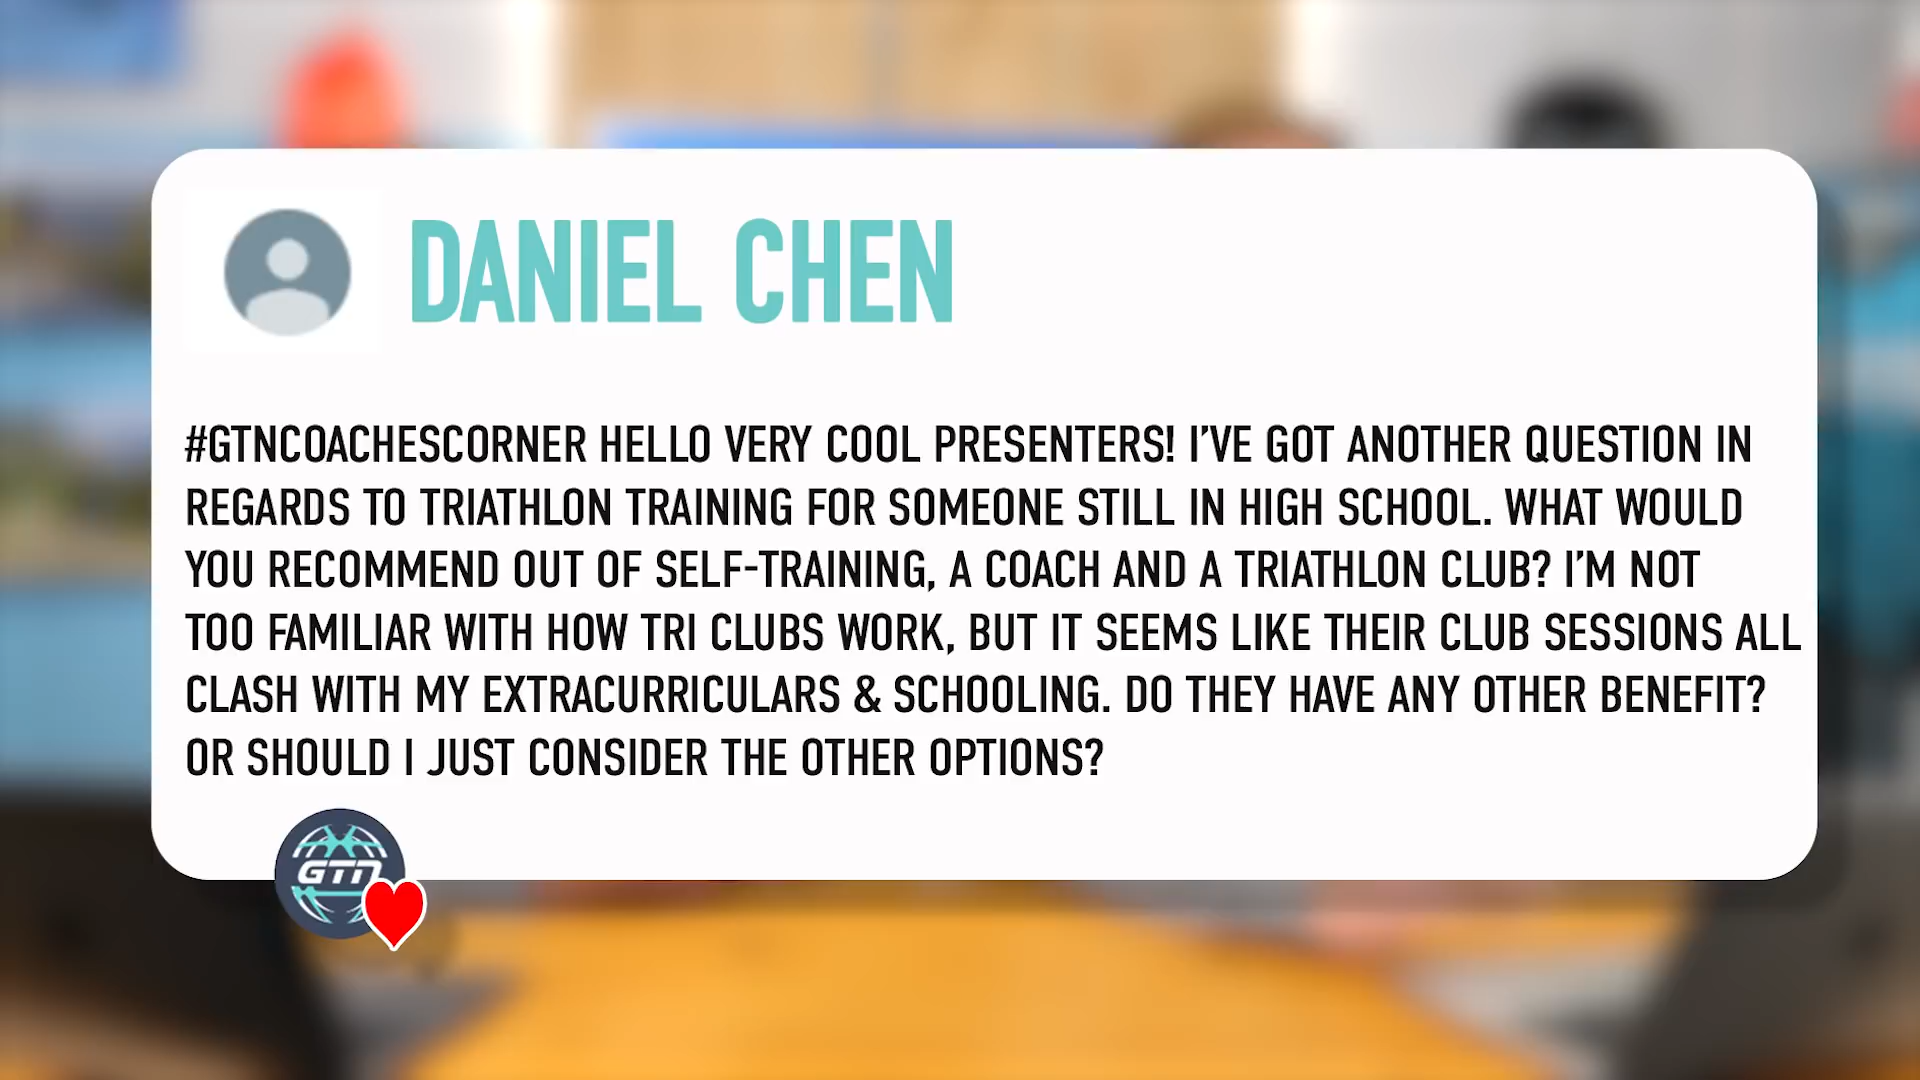 DANIEL CHEN
#GTNCOACHESCORNER HELLO VERY COOL PRESENTERS! I'VE GOT ANOTHER QUESTION IN
REGARDS TO TRIATHLON TRAINING FOR SOMEONE STILL IN HIGH SCHOOL. WHAT WOULD
YOU RECOMMEND OUT OF SELF-TRAINING, A COACH AND A TRIATHLON CLUB? I'M NOT
TOO FAMILIAR WITH HOW TRI CLUBS WORK, BUT IT SEEMS LIKE THEIR CLUB SESSIONS ALL
CLASH WITH MY EXTRACURRICULARS & SCHOOLING. DO THEY HAVE ANY OTHER BENEFIT?
OR SHOULD I JUST CONSIDER THE OTHER OPTIONS?
GTN